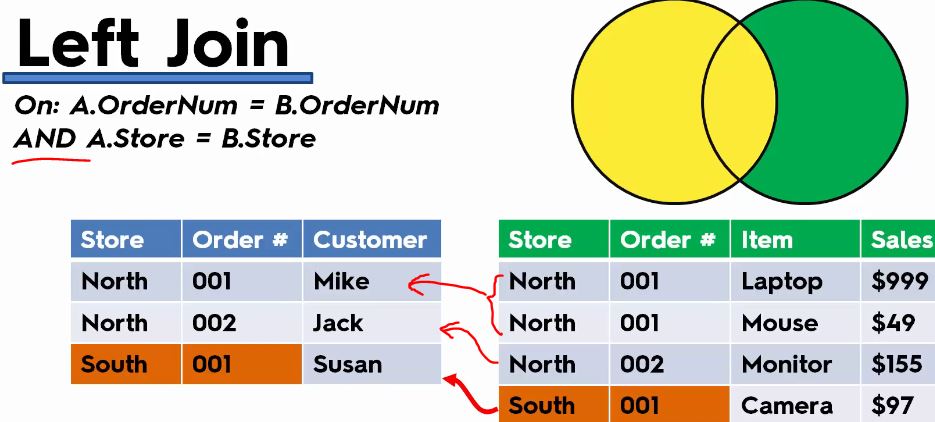 Left Join
On: A.OrderNum = B.OrderNum
AND A.Store = B.Store
Store Order # Customer
North 001 Mike
North 002 Jack
South 001 Susan
Store Order # Item Sales
North 001 Laptop $999
North 001 Mouse $49
North 002 Monitor $155
South 001 Camera $97